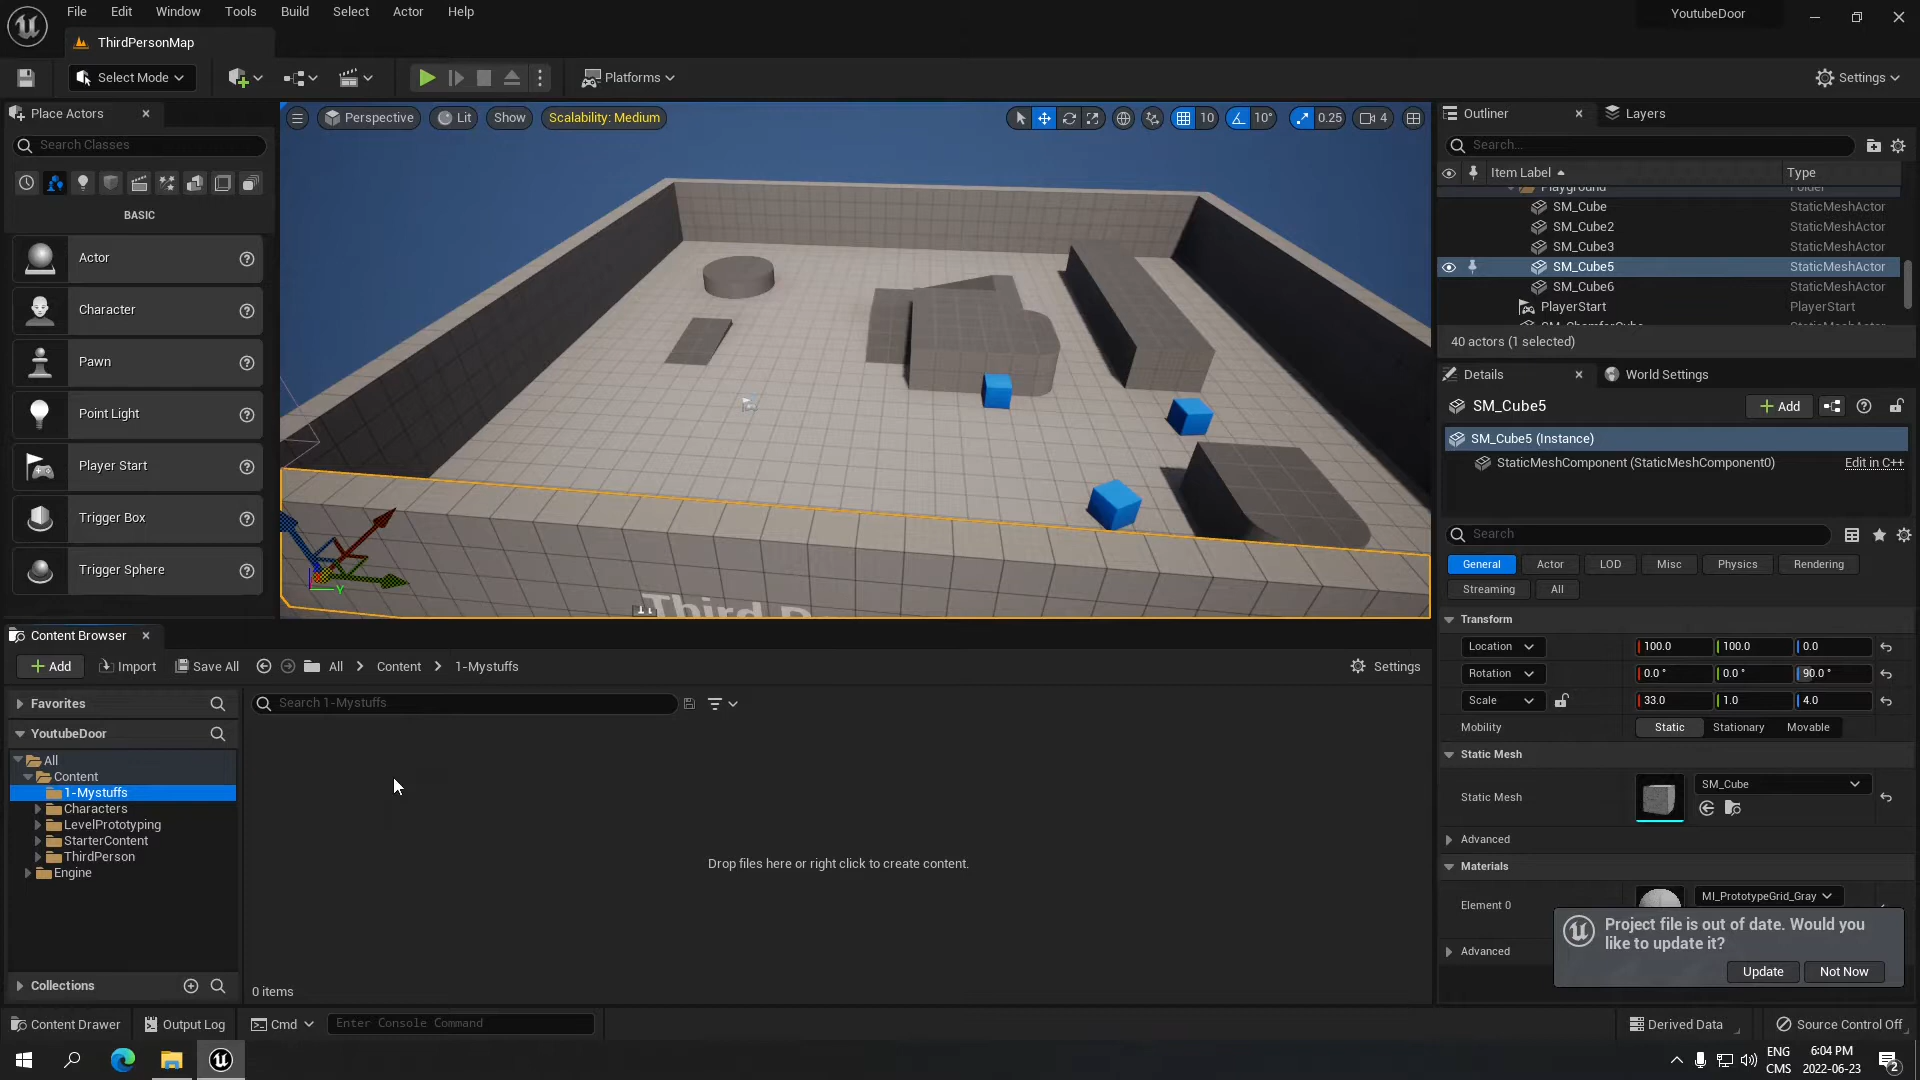 File Edit Window Tools Build Select Actor Help
YoutubeDoor
ThirdPersonMap
Select Mode
Platforms
Settings
Place Actors
Search Classes
BASIC
Actor
Character
Pawn
Point Light
Player Start
Trigger Box
Trigger Sphere
Perspective Lit Show Scalability: Medium
10 10° 0.25 4
Y
Outliner Layers
Search...
Item Label Type
Playground Folder
SM_Cube StaticMeshActor
SM_Cube2 StaticMeshActor
SM_Cube3 StaticMeshActor
SM_Cube5 StaticMeshActor
SM_Cube6 StaticMeshActor
PlayerStart PlayerStart
SM_ChamferCube StaticMeshActor
40 actors (1 selected)
Details World Settings
SM_Cube5
Add
SM_Cube5 (Instance)
StaticMeshComponent (StaticMeshComponent0) Edit in C++
Search
General Actor LOD Misc Physics Rendering
Streaming All
Transform
Location 100.0 100.0 0.0
Rotation 0.0 ° 0.0 ° 90.0 °
Scale 33.0 1.0 4.0
Mobility Static Stationary Movable
Static Mesh
Static Mesh SM_Cube
Advanced
Materials
Element 0 MI_PrototypeGrid_Gray
Advanced
Project file is out of date. Would you
like to update it?
Update Not Now
Content Browser
Add Import Save All All Content 1-Mystuffs Settings
Favorites
YoutubeDoor
All
Content
1-Mystuffs
Characters
LevelPrototyping
StarterContent
ThirdPerson
Engine
Collections
Search 1-Mystuffs
Drop files here or right click to create content.
0 items
Content Drawer Output Log Cmd Enter Console Command Derived Data Source Control Off
ENG
CMS
6:04 PM
2022-06-23
2